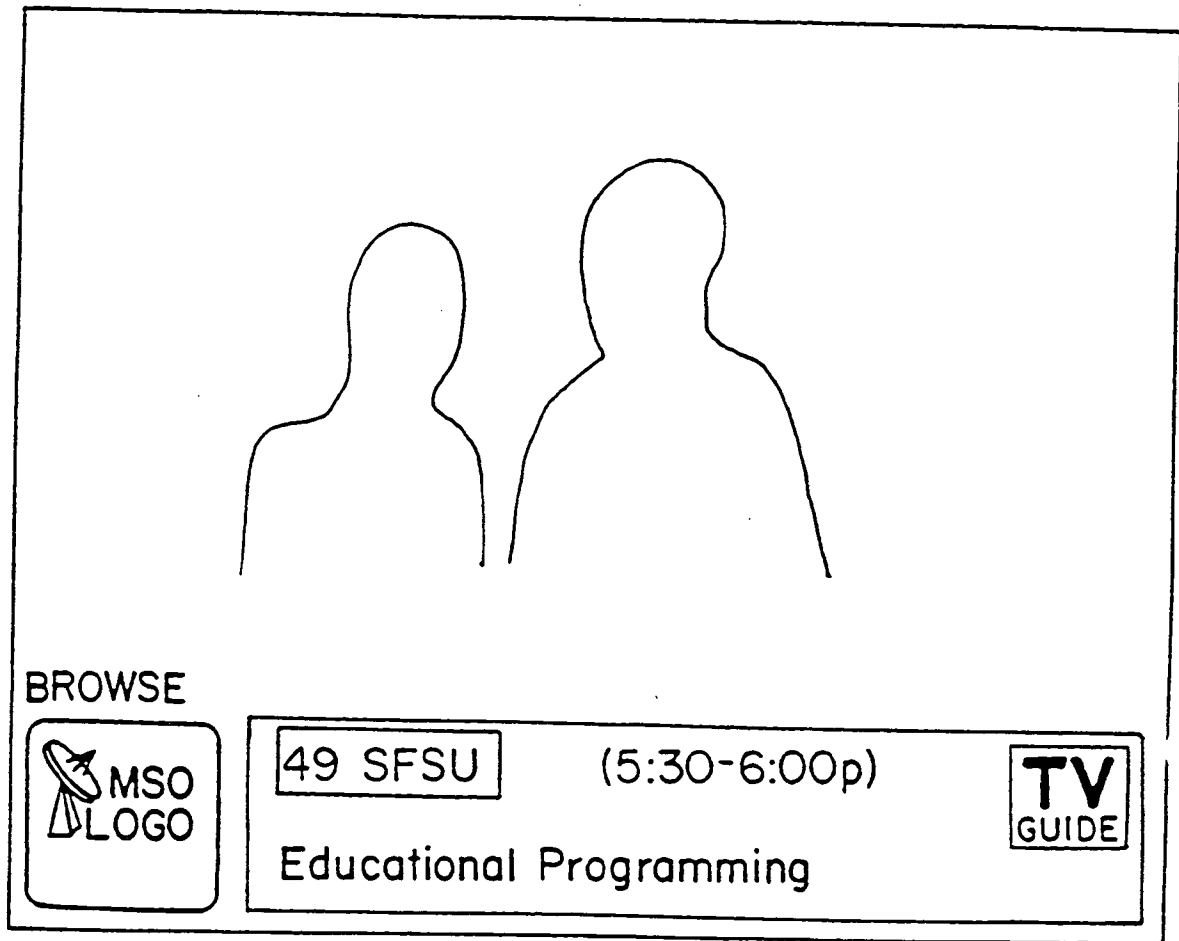 BROWSE
MSO
LOGO
49 SFSU (5:30-6:00p)
Educational Programming
TV
GUIDE